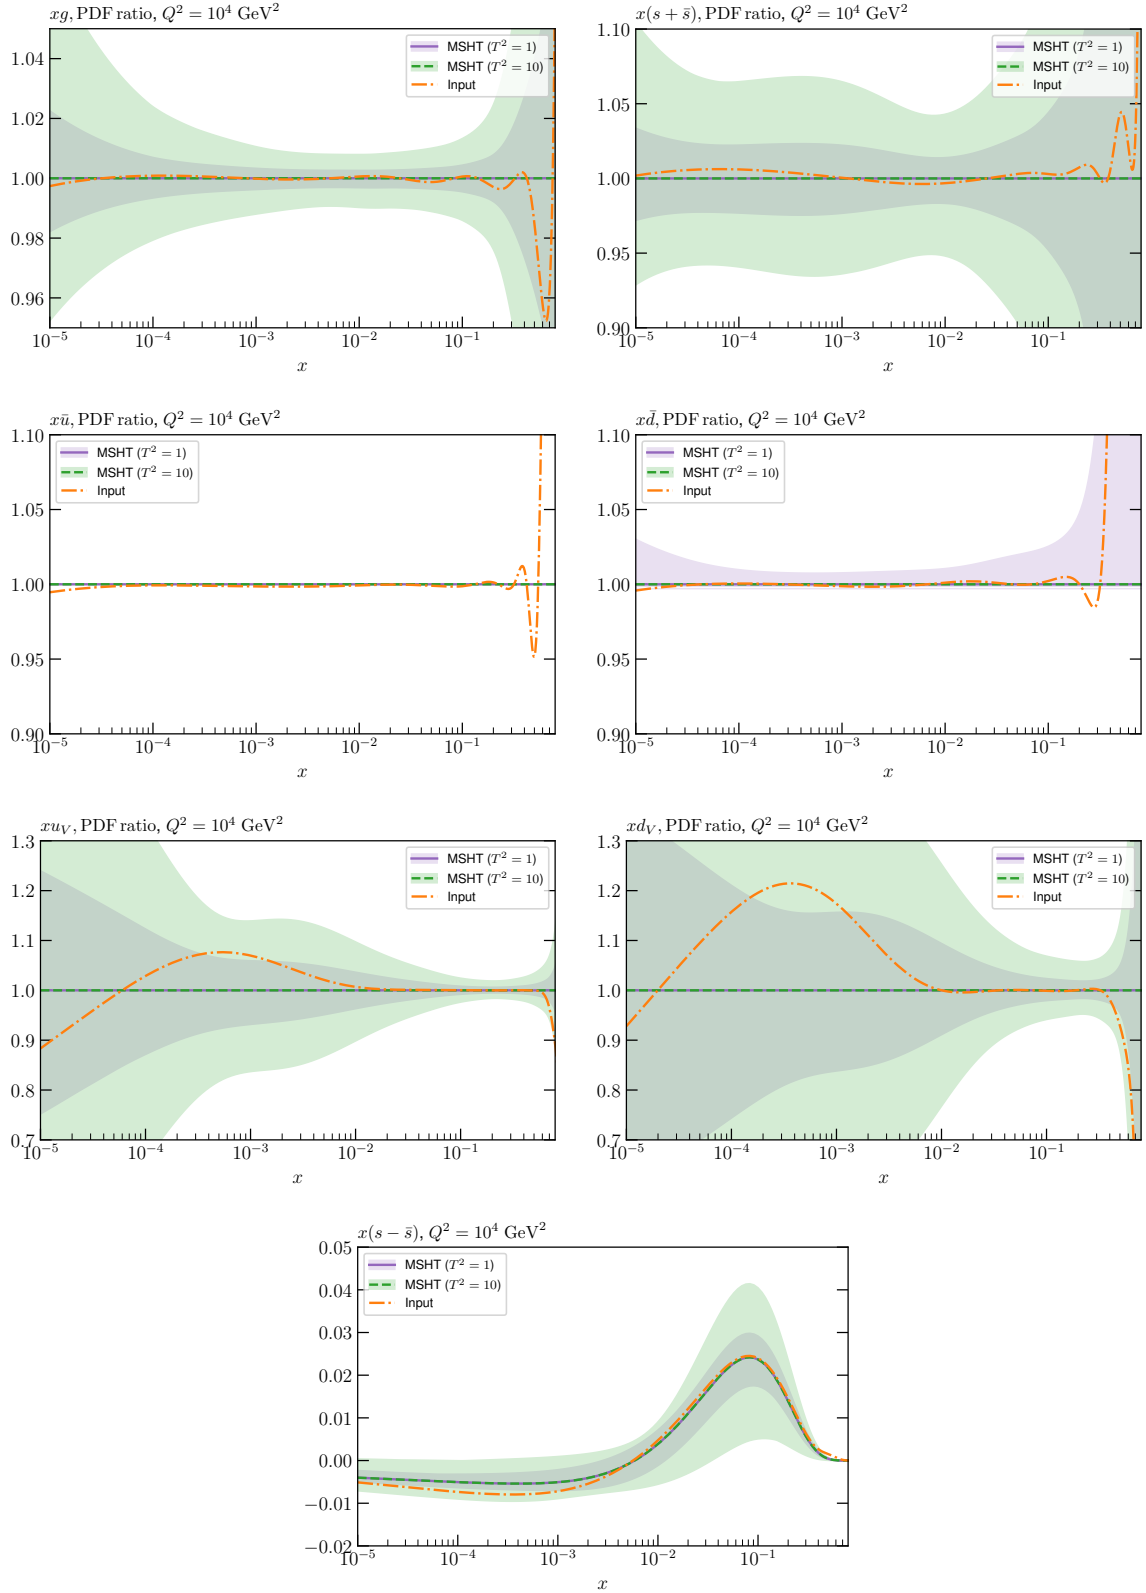 xg, PDF ratio, Q² = 10⁴ GeV²
MSHT (T² = 1)
MSHT (T² = 10)
Input
1.04
1.02
1.00
0.98
0.96
10⁻⁵ 10⁻⁴ 10⁻³ 10⁻² 10⁻¹
x
x(s + s̄), PDF ratio, Q² = 10⁴ GeV²
MSHT (T² = 1)
MSHT (T² = 10)
Input
1.10
1.05
1.00
0.95
0.90
10⁻⁵ 10⁻⁴ 10⁻³ 10⁻² 10⁻¹
x
xū, PDF ratio, Q² = 10⁴ GeV²
MSHT (T² = 1)
MSHT (T² = 10)
Input
1.10
1.05
1.00
0.95
0.90
10⁻⁵ 10⁻⁴ 10⁻³ 10⁻² 10⁻¹
x
xd̄, PDF ratio, Q² = 10⁴ GeV²
MSHT (T² = 1)
MSHT (T² = 10)
Input
1.10
1.05
1.00
0.95
0.90
10⁻⁵ 10⁻⁴ 10⁻³ 10⁻² 10⁻¹
x
xu_V, PDF ratio, Q² = 10⁴ GeV²
MSHT (T² = 1)
MSHT (T² = 10)
Input
1.3
1.2
1.1
1.0
0.9
0.8
0.7
10⁻⁵ 10⁻⁴ 10⁻³ 10⁻² 10⁻¹
x
xd_V, PDF ratio, Q² = 10⁴ GeV²
MSHT (T² = 1)
MSHT (T² = 10)
Input
1.3
1.2
1.1
1.0
0.9
0.8
0.7
10⁻⁵ 10⁻⁴ 10⁻³ 10⁻² 10⁻¹
x
x(s − s̄), Q² = 10⁴ GeV²
MSHT (T² = 1)
MSHT (T² = 10)
Input
0.05
0.04
0.03
0.02
0.01
0.00
−0.01
−0.02
10⁻⁵ 10⁻⁴ 10⁻³ 10⁻² 10⁻¹
x